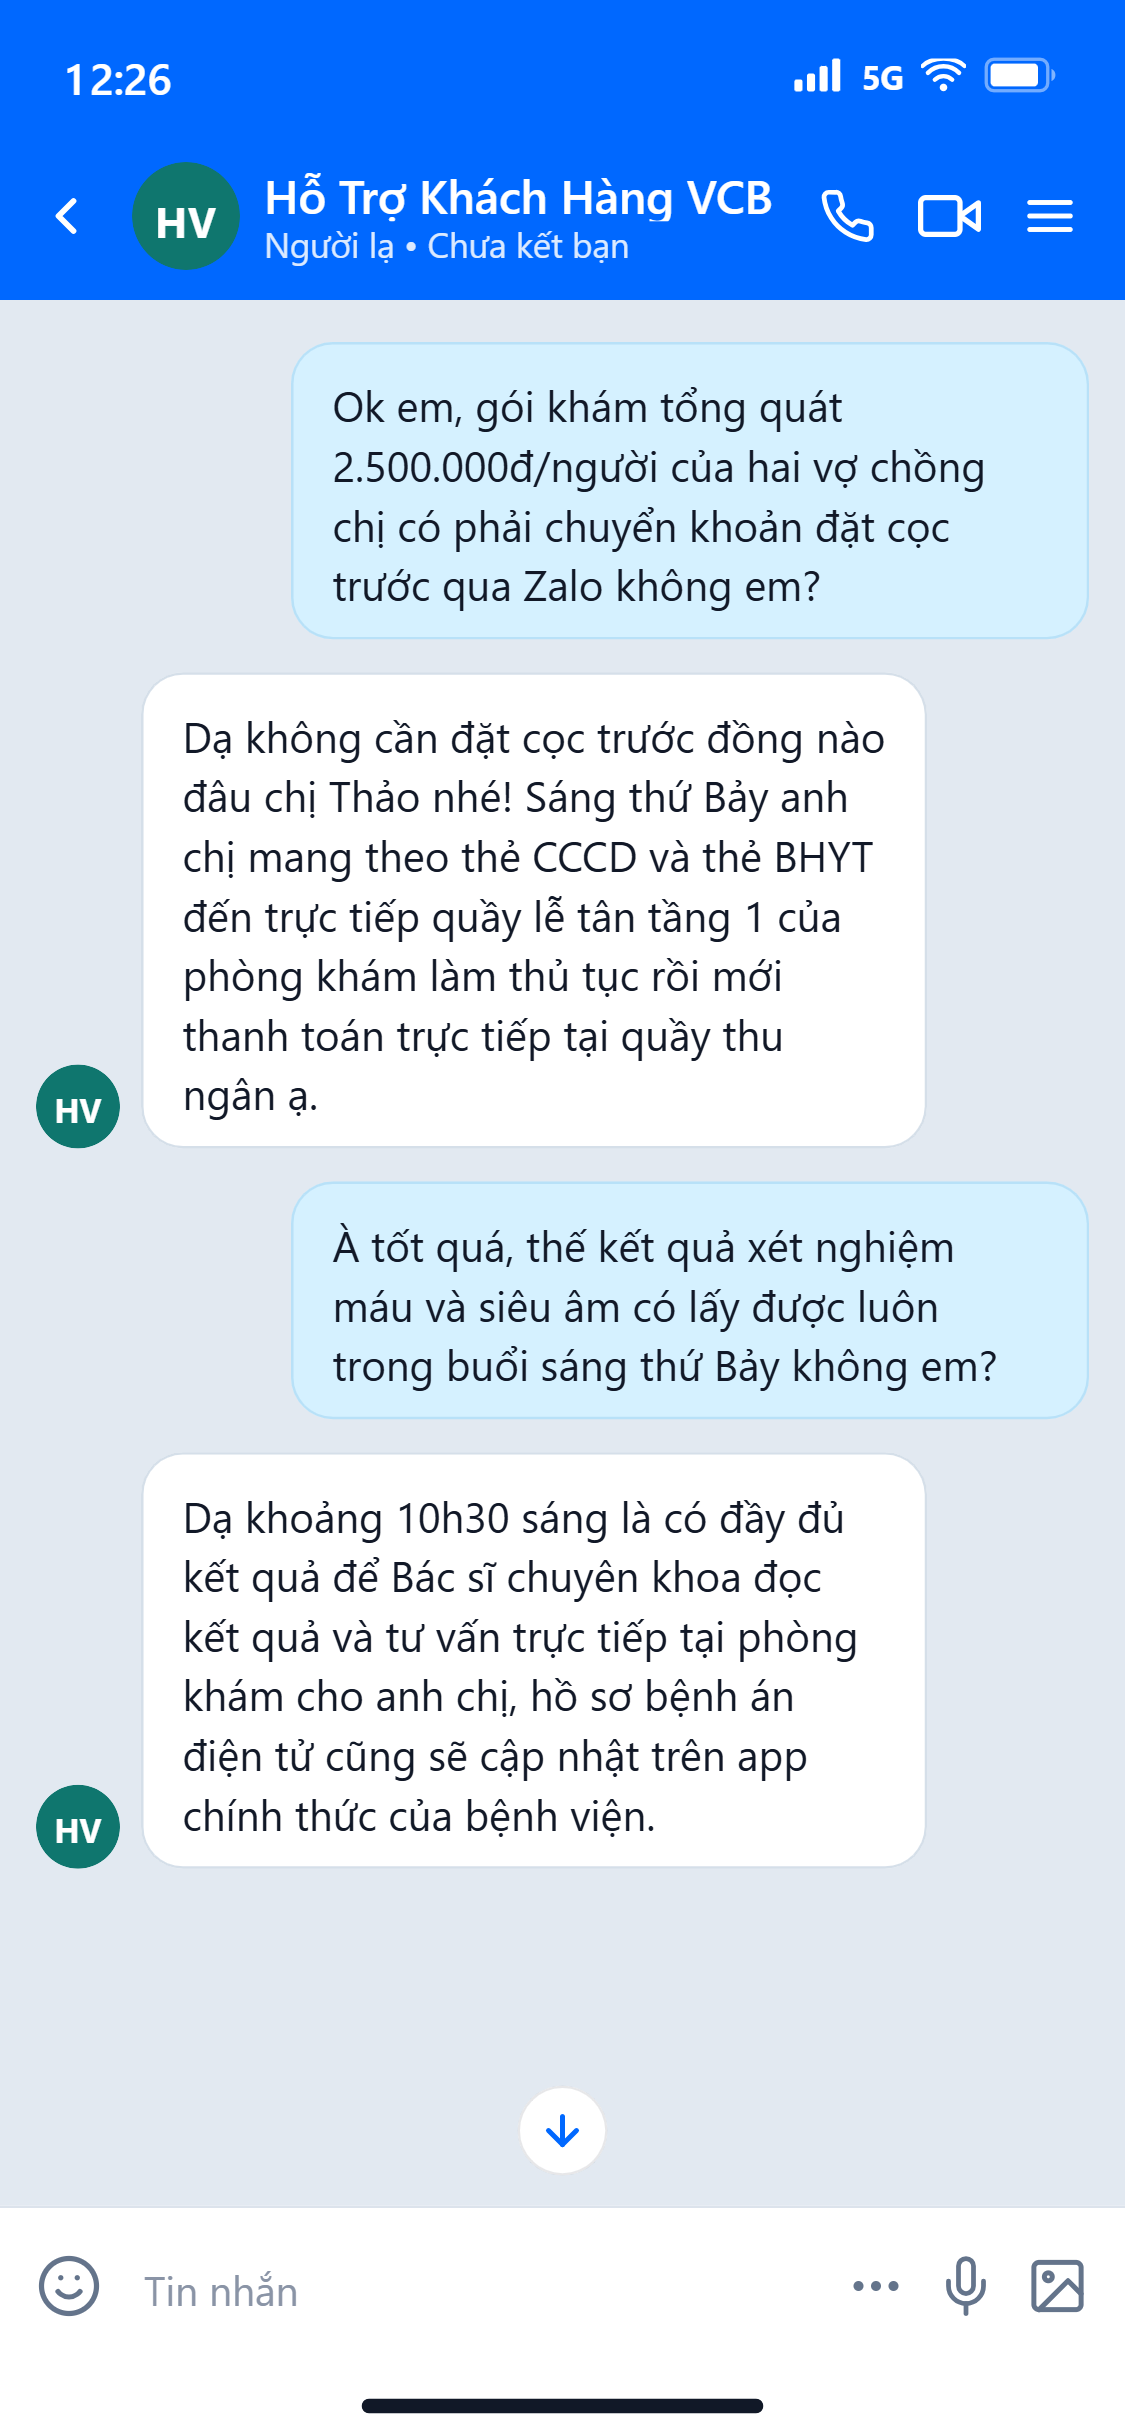 12:26
5G
HV
Hỗ Trợ Khách Hàng VCB
Người lạ • Chưa kết bạn
Ok em, gói khám tổng quát
2.500.000đ/người của hai vợ chồng
chị có phải chuyển khoản đặt cọc
trước qua Zalo không em?
Dạ không cần đặt cọc trước đồng nào
đâu chị Thảo nhé! Sáng thứ Bảy anh
chị mang theo thẻ CCCD và thẻ BHYT
đến trực tiếp quầy lễ tân tầng 1 của
phòng khám làm thủ tục rồi mới
thanh toán trực tiếp tại quầy thu
ngân ạ.
HV
À tốt quá, thế kết quả xét nghiệm
máu và siêu âm có lấy được luôn
trong buổi sáng thứ Bảy không em?
Dạ khoảng 10h30 sáng là có đầy đủ
kết quả để Bác sĩ chuyên khoa đọc
kết quả và tư vấn trực tiếp tại phòng
khám cho anh chị, hồ sơ bệnh án
điện tử cũng sẽ cập nhật trên app
chính thức của bệnh viện.
HV
Tin nhắn